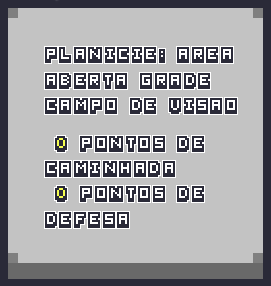 PLANICIE: AREA
ABERTA GRADE
CAMPO DE VISAO
0 PONTOS DE
CAMINHADA
0 PONTOS DE
DEFESA